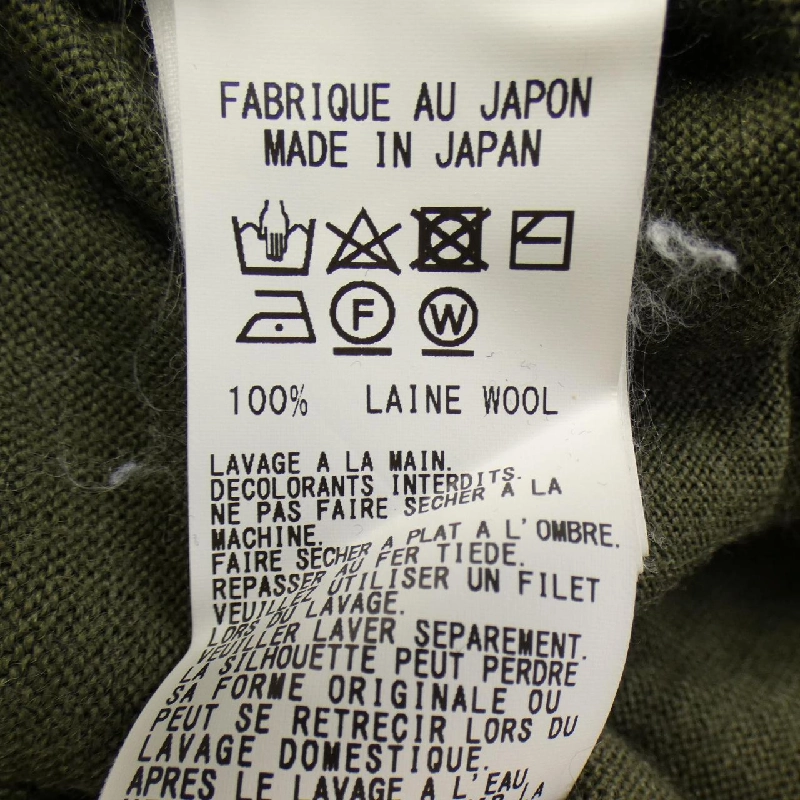 FABRIQUE AU JAPON
MADE IN JAPAN
F W
100% LAINE WOOL
LAVAGE A LA MAIN.
DECOLORANTS INTERDITS.
NE PAS FAIRE SECHER A LA
MACHINE.
FAIRE SECHER A PLAT A L'OMBRE.
REPASSER AU FER TIEDE.
VEUILLEZ UTILISER UN FILET
LORS DU LAVAGE.
VEUILLER LAVER SEPAREMENT.
LA SILHOUETTE PEUT PERDRE
SA FORME ORIGINALE OU
PEUT SE RETRECIR LORS DU
LAVAGE DOMESTIQUE.
APRES LE LAVAGE A L'EAU,